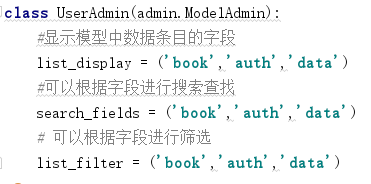 class UserAdmin(admin.ModelAdmin):
#显示模型中数据条目的字段
list_display = ('book','auth','data')
#可以根据字段进行搜索查找
search_fields = ('book','auth','data')
# 可以根据字段进行筛选
list_filter = ('book','auth','data')